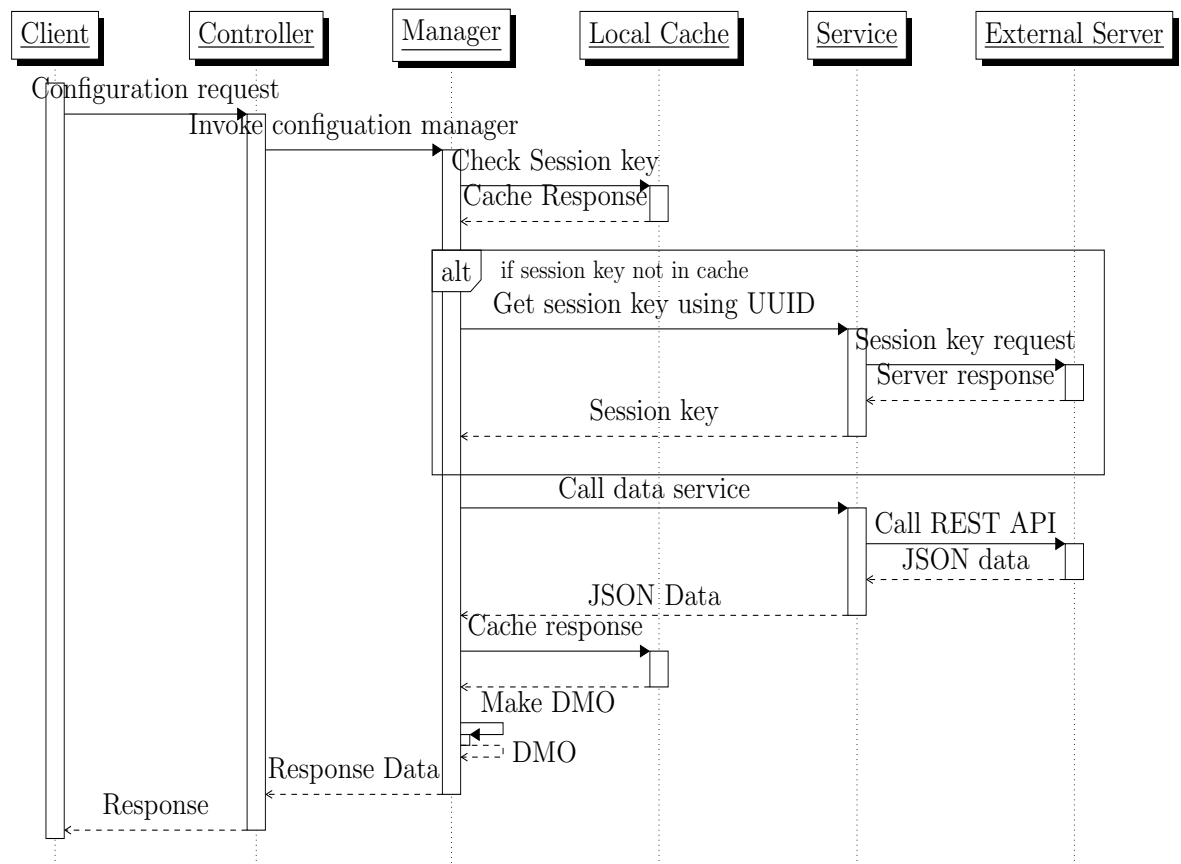 Client
Controller
Manager
Local Cache
Service
External Server
Configuration request
Invoke configuation manager
Check Session key
Cache Response
alt
if session key not in cache
Get session key using UUID
Session key request
Server response
Session key
Call data service
Call REST API
JSON data
JSON Data
Cache response
Make DMO
DMO
Response Data
Response